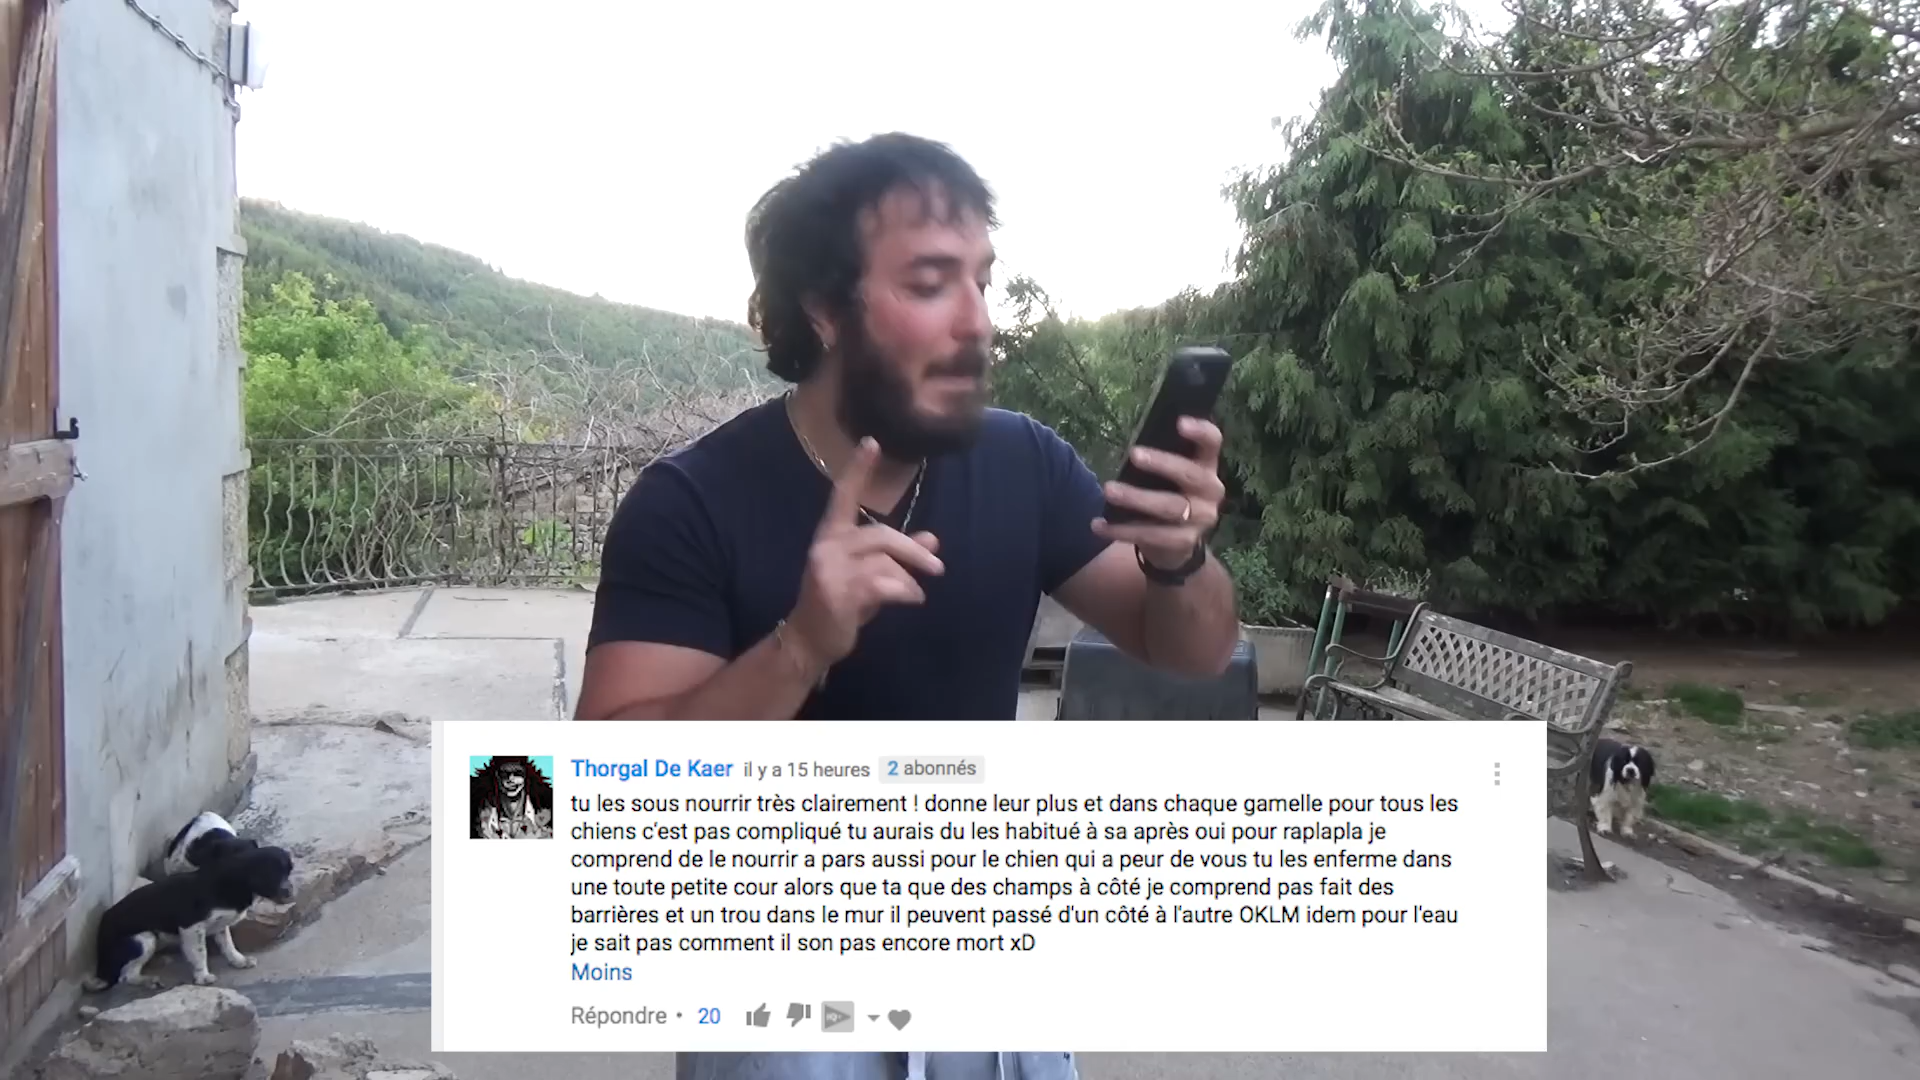 Thorgal De Kaer il y a 15 heures 2 abonnés
tu les sous nourrir très clairement ! donne leur plus et dans chaque gamelle pour tous les
chiens c'est pas compliqué tu aurais du les habitué à sa après oui pour raplapla je
comprend de le nourrir a pars aussi pour le chien qui a peur de vous tu les enferme dans
une toute petite cour alors que ta que des champs à côté je comprend pas fait des
barrières et un trou dans le mur il peuvent passé d'un côté à l'autre OKLM idem pour l'eau
je sait pas comment il son pas encore mort xD
Moins
Répondre • 20